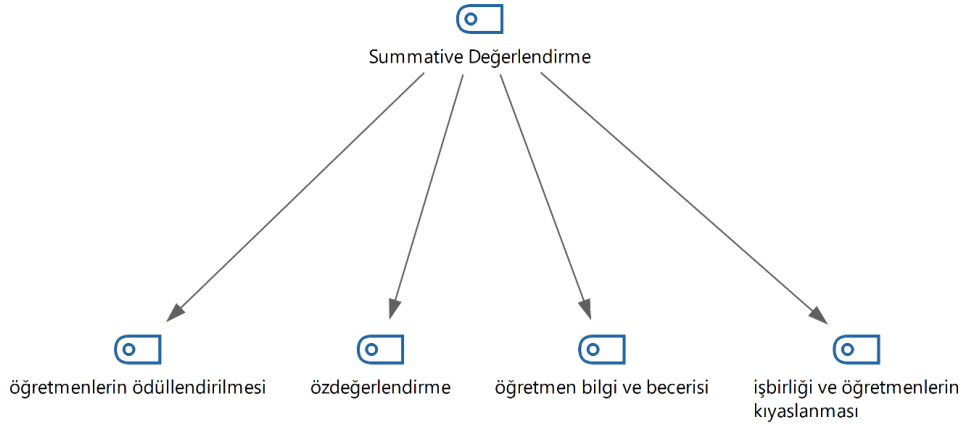 Summative Değerlendirme
öğretmenlerin ödüllendirilmesi
özdeğerlendirme
öğretmen bilgi ve becerisi
işbirliği ve öğretmenlerin
kıyaslanması